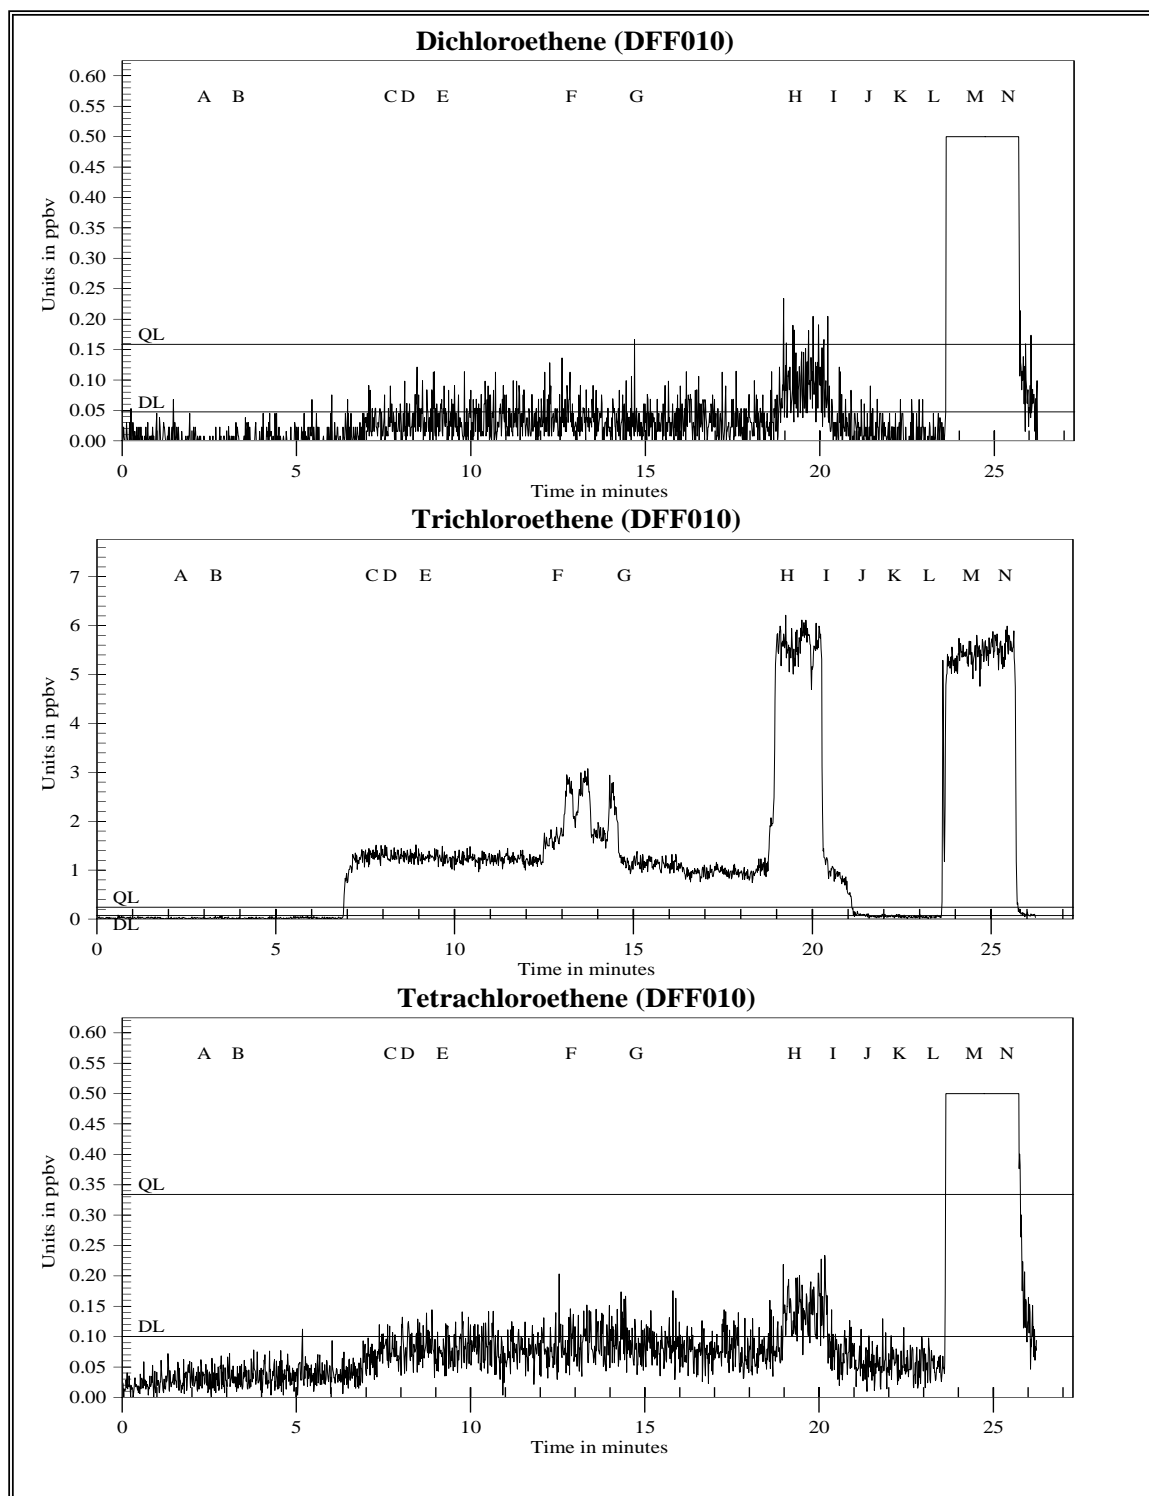 Dichloroethene (DFF010)
0.60
A B C D E F G H I J K L M N
0.55
0.50
0.45
0.40
0.35
0.30
0.25
0.20
QL
0.15
0.10
DL
0.05
0.00
Units in ppbv
0 5 10 15 20 25
Time in minutes
Trichloroethene (DFF010)
7 A B C D E F G H I J K L M N
6
5
4
3
2
1
QL
0
DL
Units in ppbv
0 5 10 15 20 25
Time in minutes
Tetrachloroethene (DFF010)
0.60
A B C D E F G H I J K L M N
0.55
0.50
0.45
0.40
0.35
QL
0.30
0.25
0.20
0.15
DL
0.10
0.05
0.00
Units in ppbv
0 5 10 15 20 25
Time in minutes